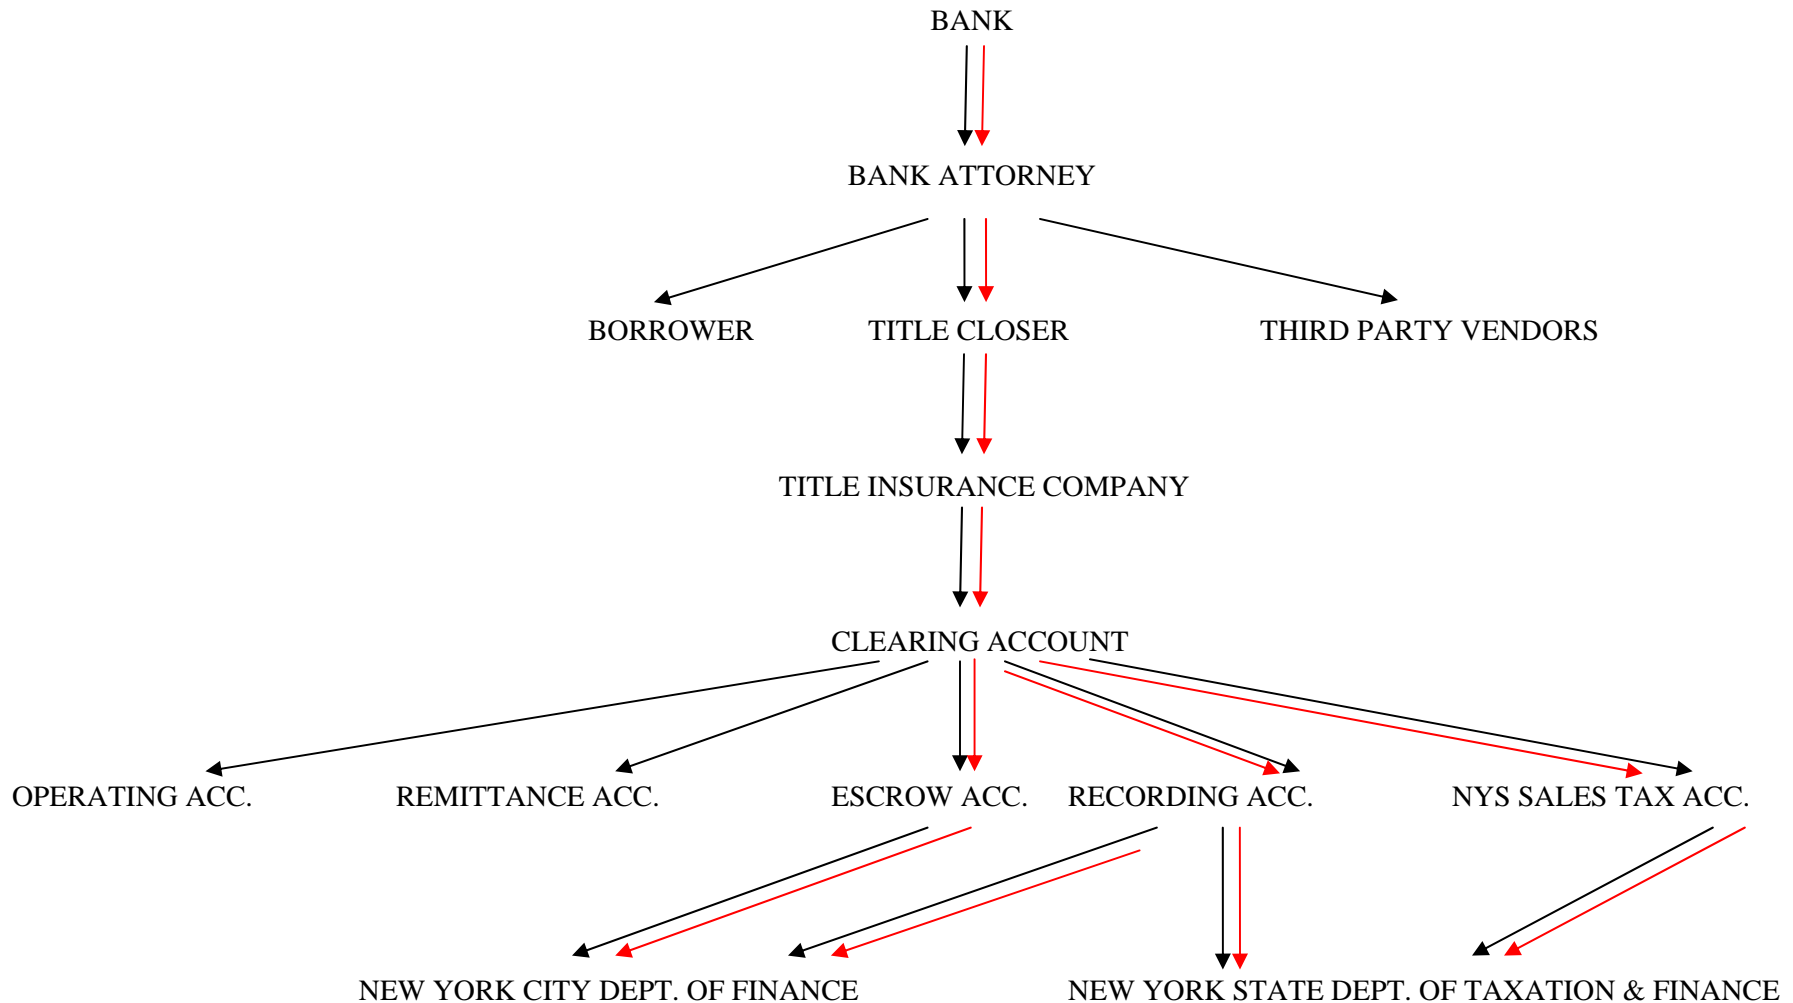 BANK
BANK ATTORNEY
BORROWER TITLE CLOSER THIRD PARTY VENDORS
TITLE INSURANCE COMPANY
CLEARING ACCOUNT
OPERATING ACC. REMITTANCE ACC. ESCROW ACC. RECORDING ACC. NYS SALES TAX ACC.
NEW YORK CITY DEPT. OF FINANCE NEW YORK STATE DEPT. OF TAXATION & FINANCE